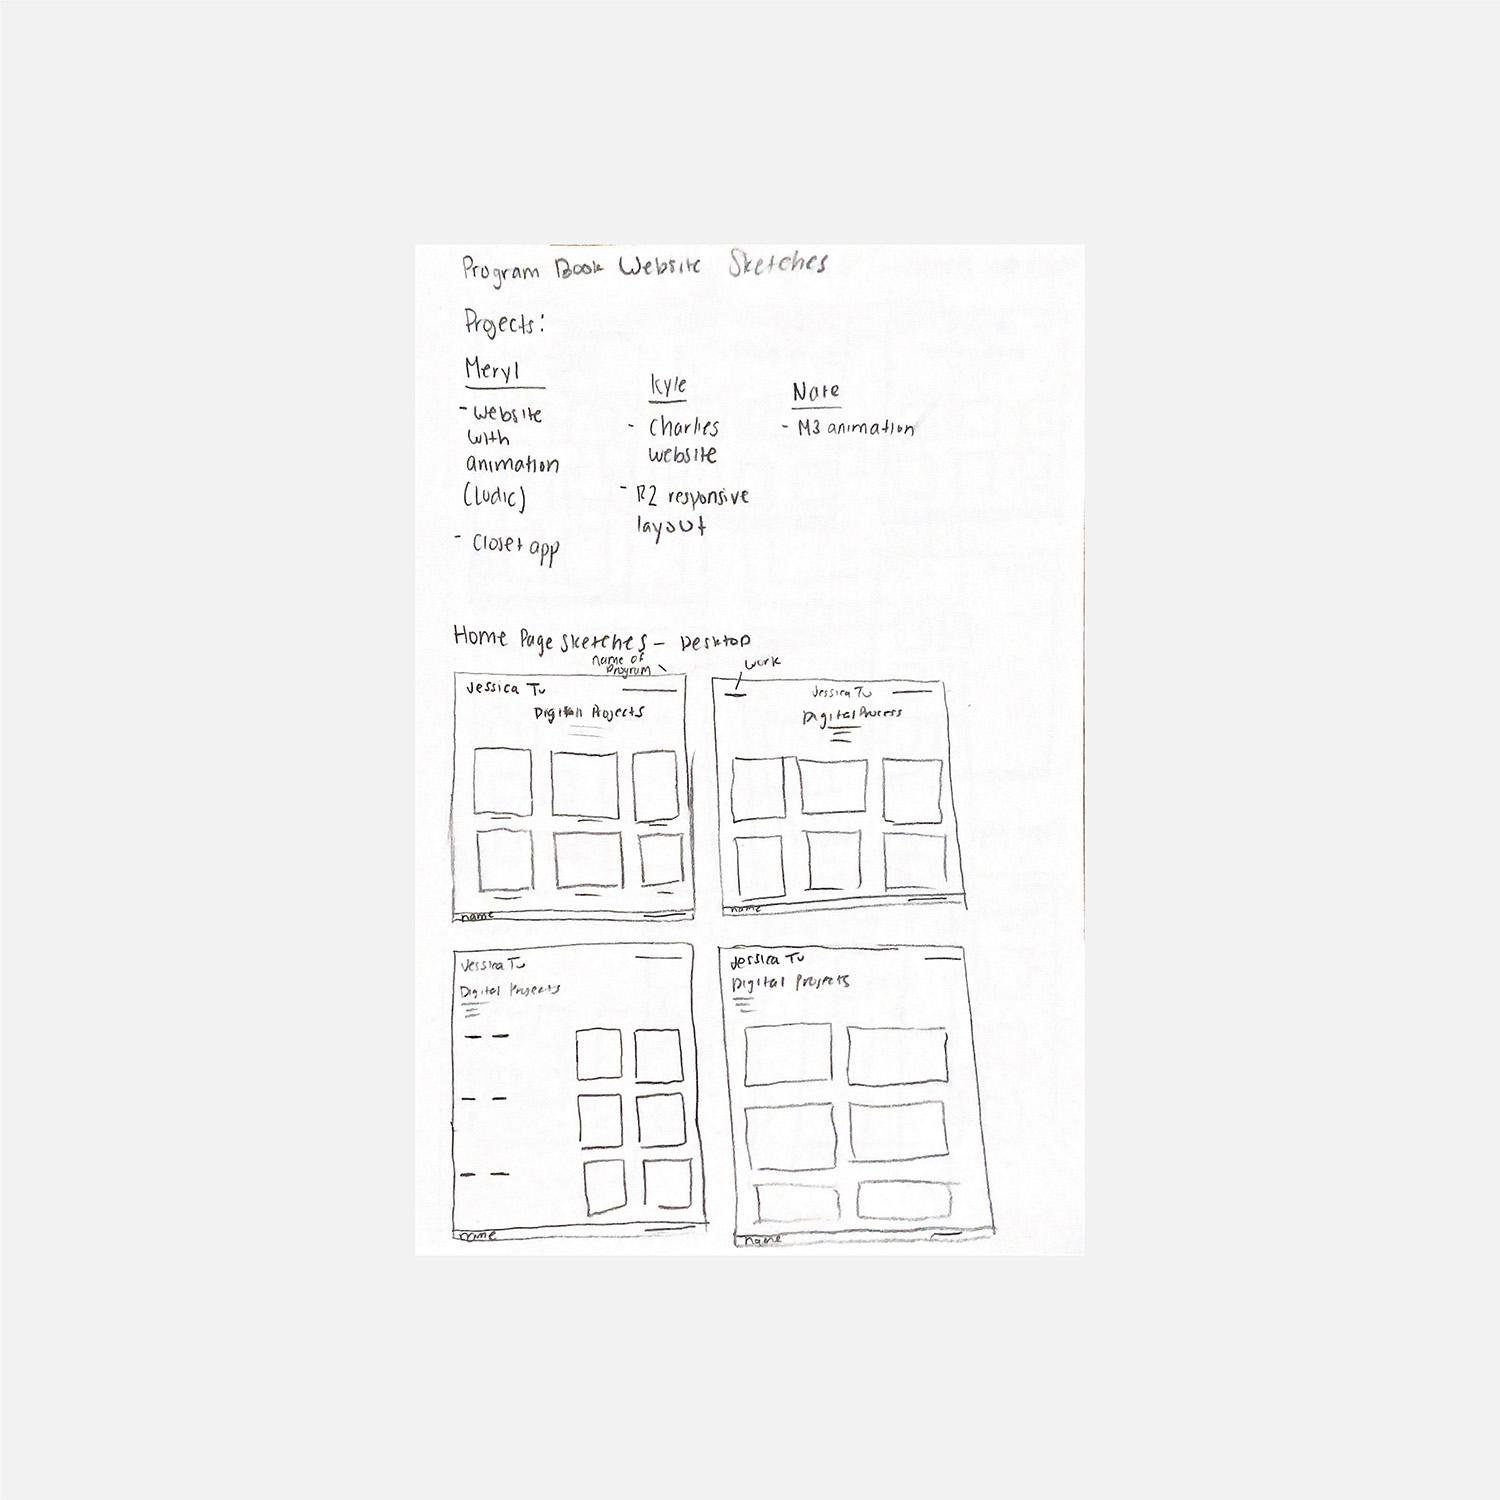 Program Book Website Sketches
Projects:
Meryl
- Website
with
animation
(Ludic)
- Closet app
Kyle
- Charlies
website
- R2 responsive
layout
Nate
- M3 animation
Home Page Sketches - Desktop
name of
Program
work
Jessica Tu
Digital Projects
name
Jessica Tu
Digital Process
name
Jessica Tu
Digital Projects
name
Jessica Tu
Digital Projects
name